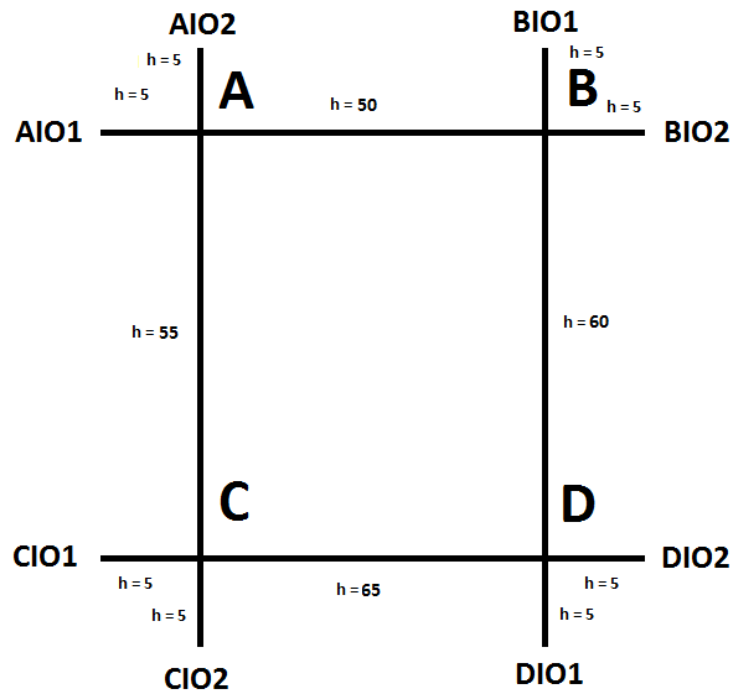 AIO2
BIO1
h = 5
h = 5
h = 5
A
B
h = 50
h = 5
AIO1
BIO2
h = 55
h = 60
C
D
CIO1
DIO2
h = 5
h = 65
h = 5
h = 5
h = 5
CIO2
DIO1